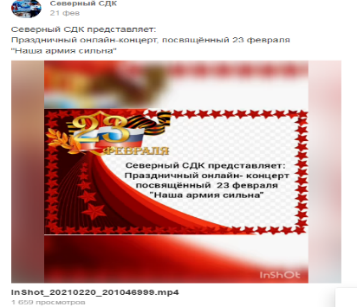 Северный СДК
21 фев
Северный СДК представляет:
Праздничный онлайн-концерт, посвящённый 23 февраля
"Наша армия сильна"
23
ФЕВРАЛЯ
Северный СДК представляет:
Праздничный онлайн- концерт
посвящённый 23 февраля
"Наша армия сильна"
InShOt
InShot_20210220_201046999.mp4
1 659 просмотров